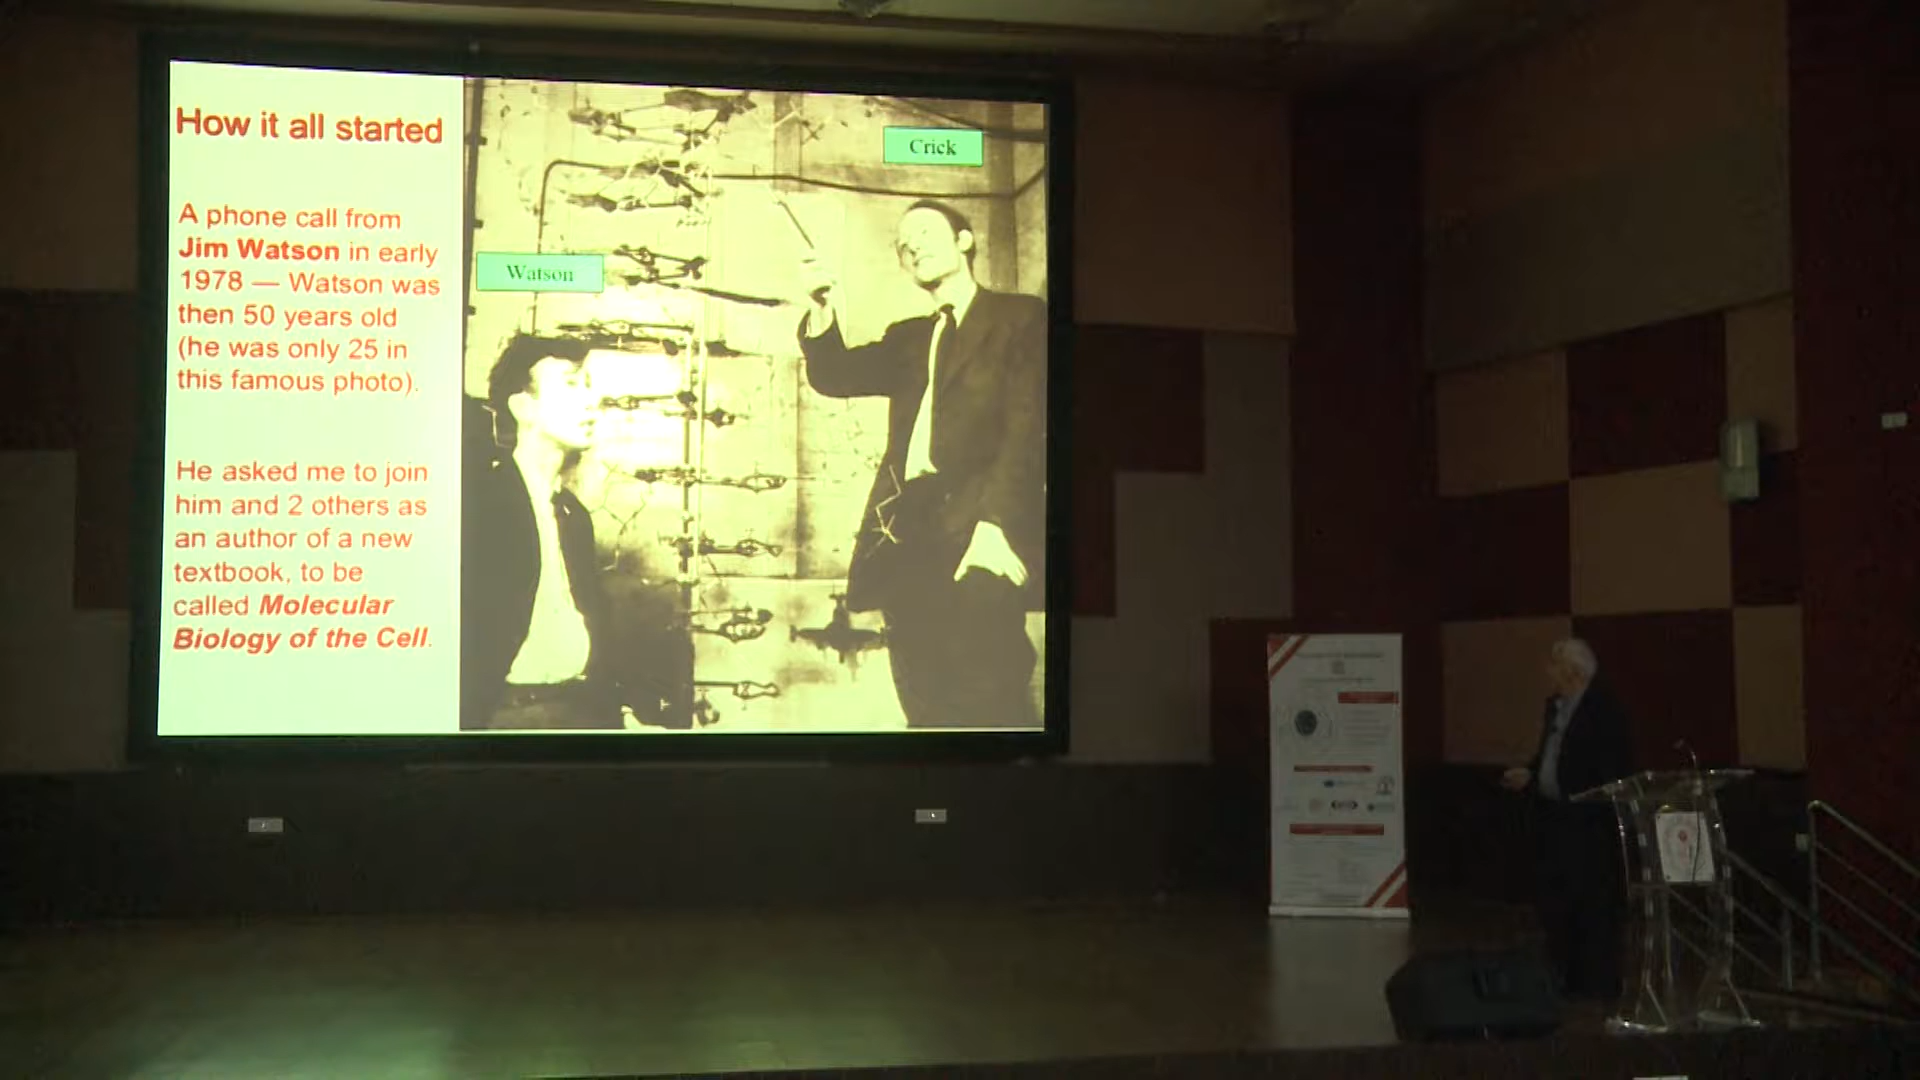 How it all started
A phone call from
Jim Watson in early
1978 — Watson was
then 50 years old
(he was only 25 in
this famous photo).
He asked me to join
him and 2 others as
an author of a new
textbook, to be
called Molecular
Biology of the Cell.
Watson
Crick